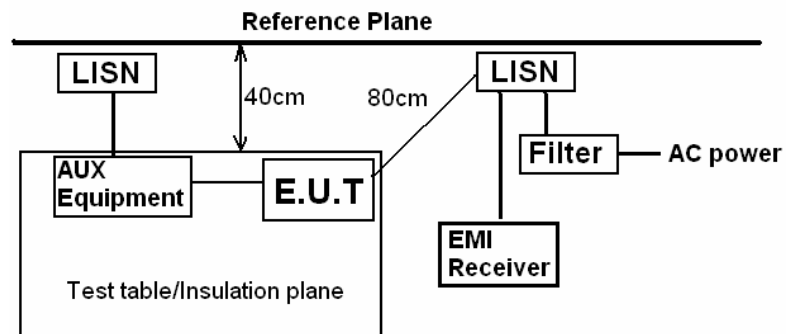 Reference Plane
LISN
LISN
40cm
80cm
Filter
AC power
AUX
Equipment
E.U.T
EMI
Receiver
Test table/Insulation plane